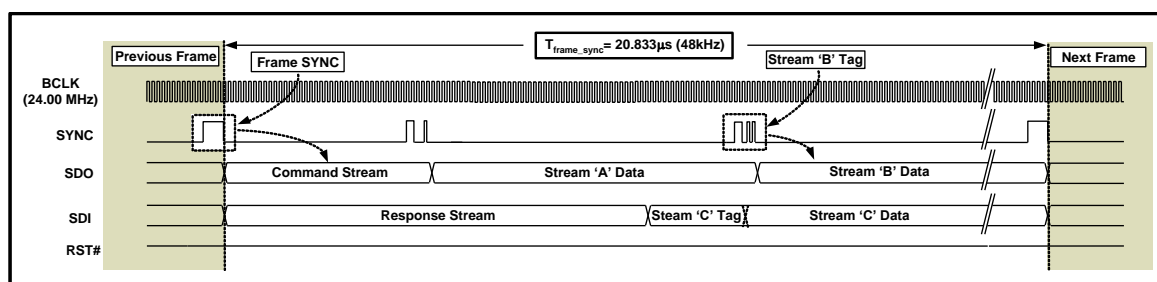 T_frame_sync = 20.833µs (48kHz)
Previous Frame
Frame SYNC
Stream ‘B’ Tag
Next Frame
BCLK
(24.00 MHz)
SYNC
SDO
Command Stream
Stream ‘A’ Data
Stream ‘B’ Data
SDI
Response Stream
Steam ‘C’ Tag
Stream ‘C’ Data
RST#